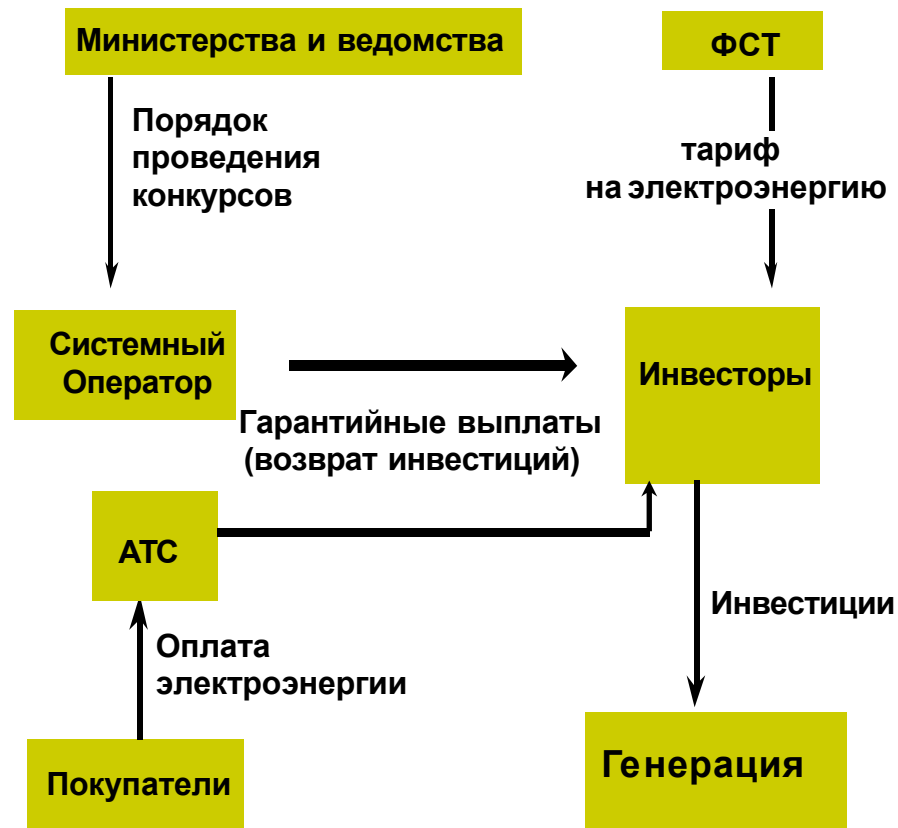 Министерства и ведомства
ФСТ
Порядок
проведения
конкурсов
тариф
на электроэнергию
Системный
Оператор
Инвесторы
Гарантийные выплаты
(возврат инвестиций)
АТС
Инвестиции
Оплата
электроэнергии
Покупатели
Генерация